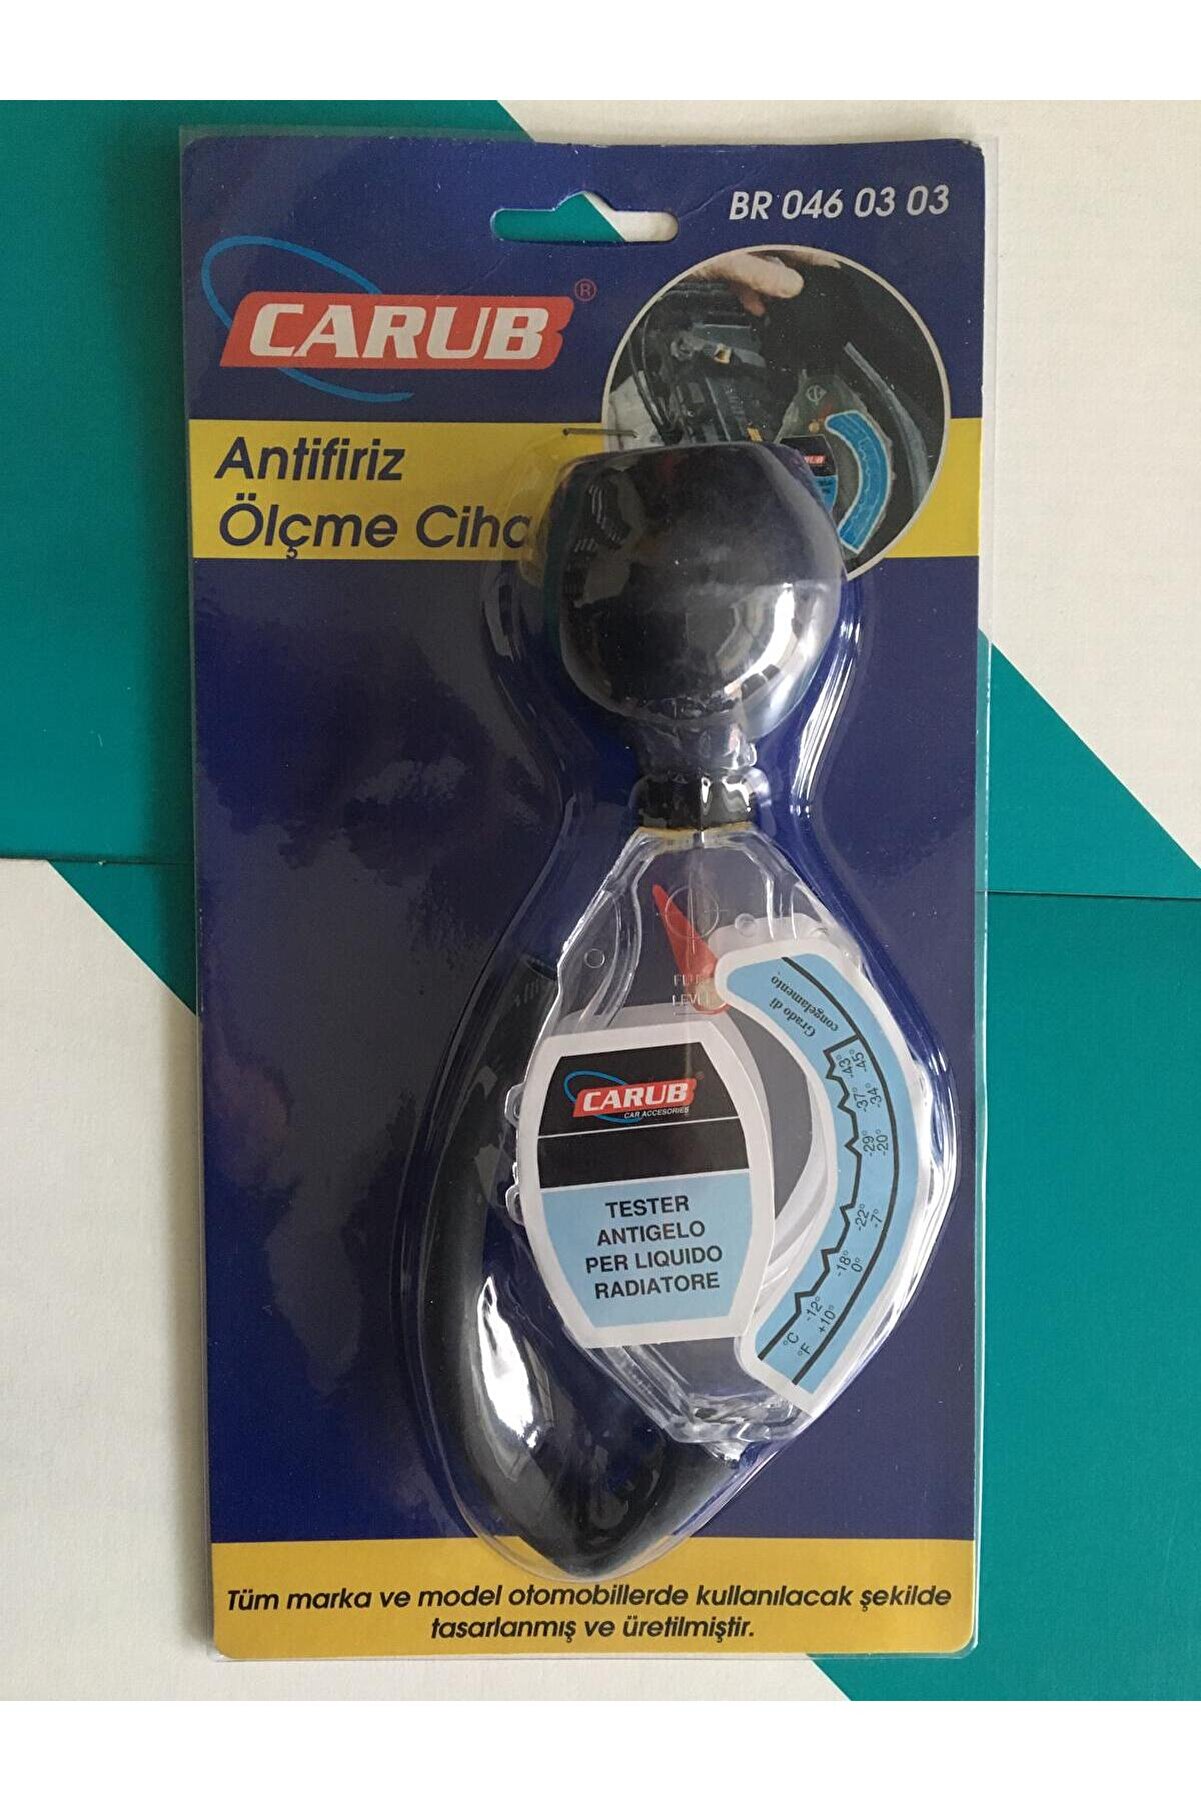 BR 046 03 03
CARUB®
Antifiriz
Ölçme
FLUID
LEVEL
Grado di
congelamento
-43° -45°
-37° -34°
-29° -20°
-22° -7°
-18° 0°
-12° +10°
°C °F
CARUB®
CAR ACCESORIES
TESTER
ANTIGELO
PER LIQUIDO
RADIATORE
Tüm marka ve model otomobillerde kullanılacak şekilde
tasarlanmış ve üretilmiştir.